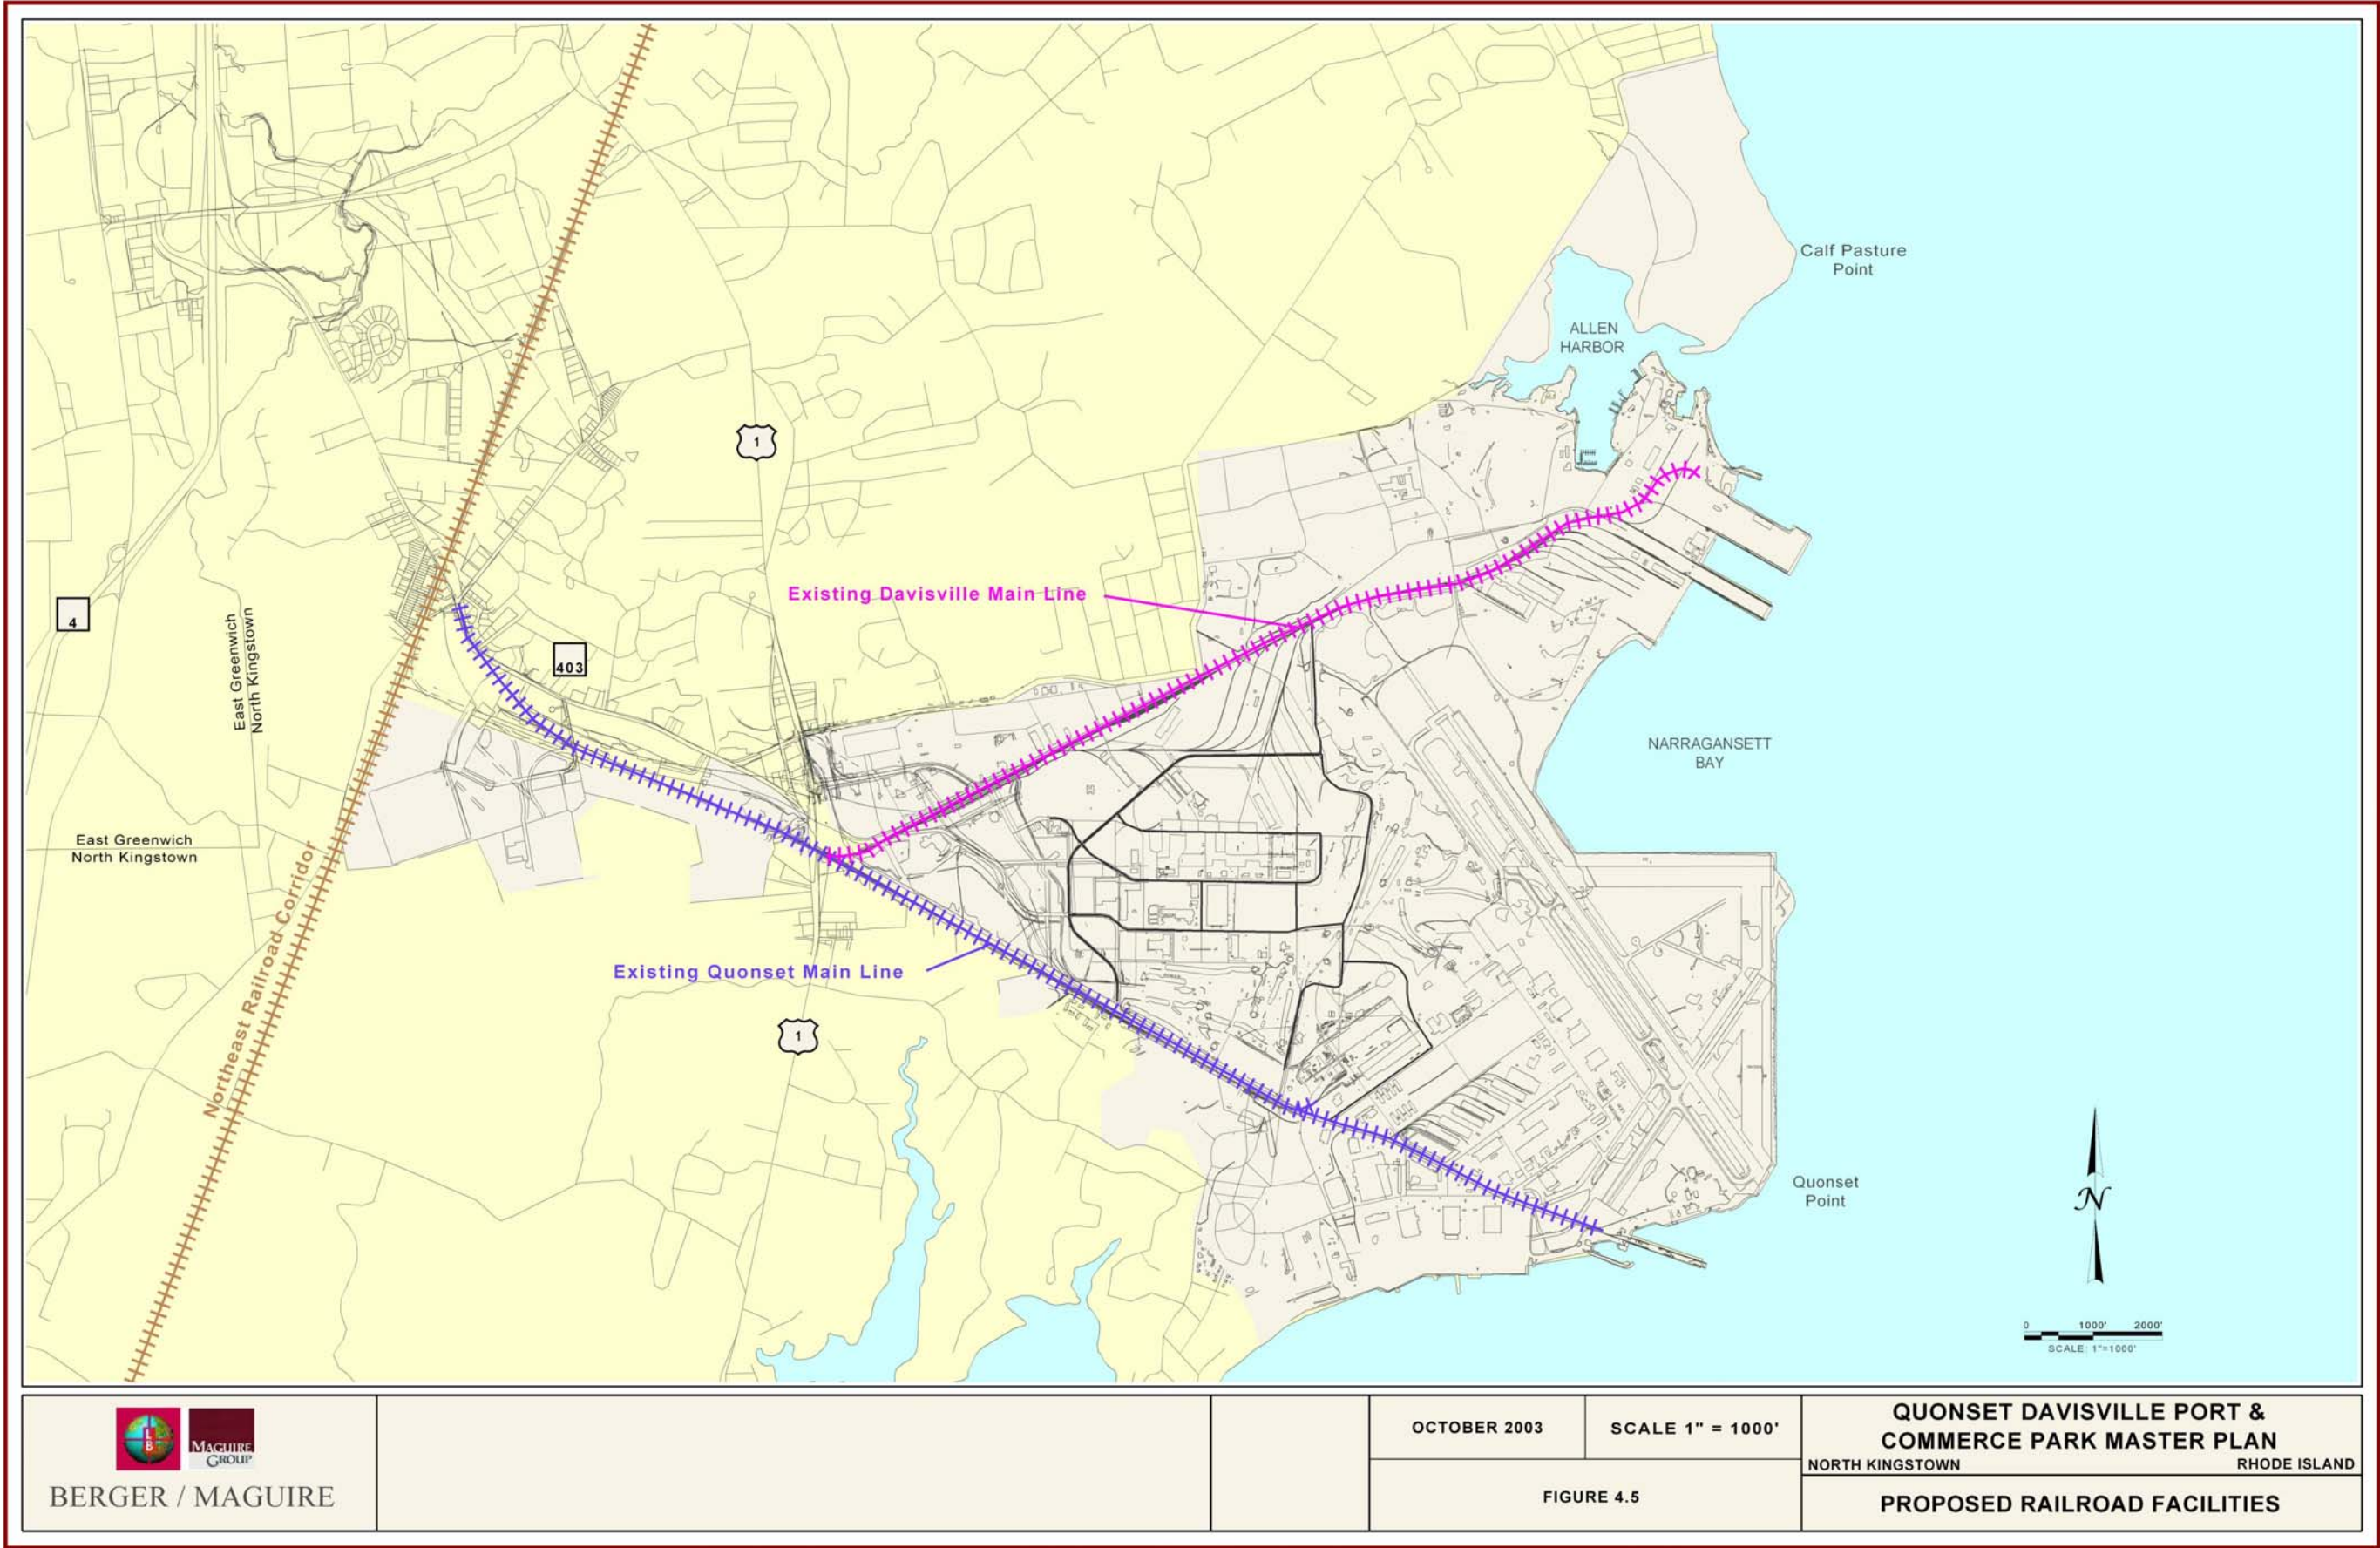 Calf Pasture
Point
ALLEN
HARBOR
1
Existing Davisville Main Line
4
403
East Greenwich
North Kingstown
NARRAGANSETT
BAY
East Greenwich
North Kingstown
Northeast Railroad Corridor
Existing Quonset Main Line
1
Quonset
Point
N
0 1000' 2000'
SCALE: 1"=1000'
LB
MAGUIRE
GROUP
BERGER / MAGUIRE
OCTOBER 2003
SCALE 1" = 1000'
FIGURE 4.5
QUONSET DAVISVILLE PORT &
COMMERCE PARK MASTER PLAN
NORTH KINGSTOWN RHODE ISLAND
PROPOSED RAILROAD FACILITIES